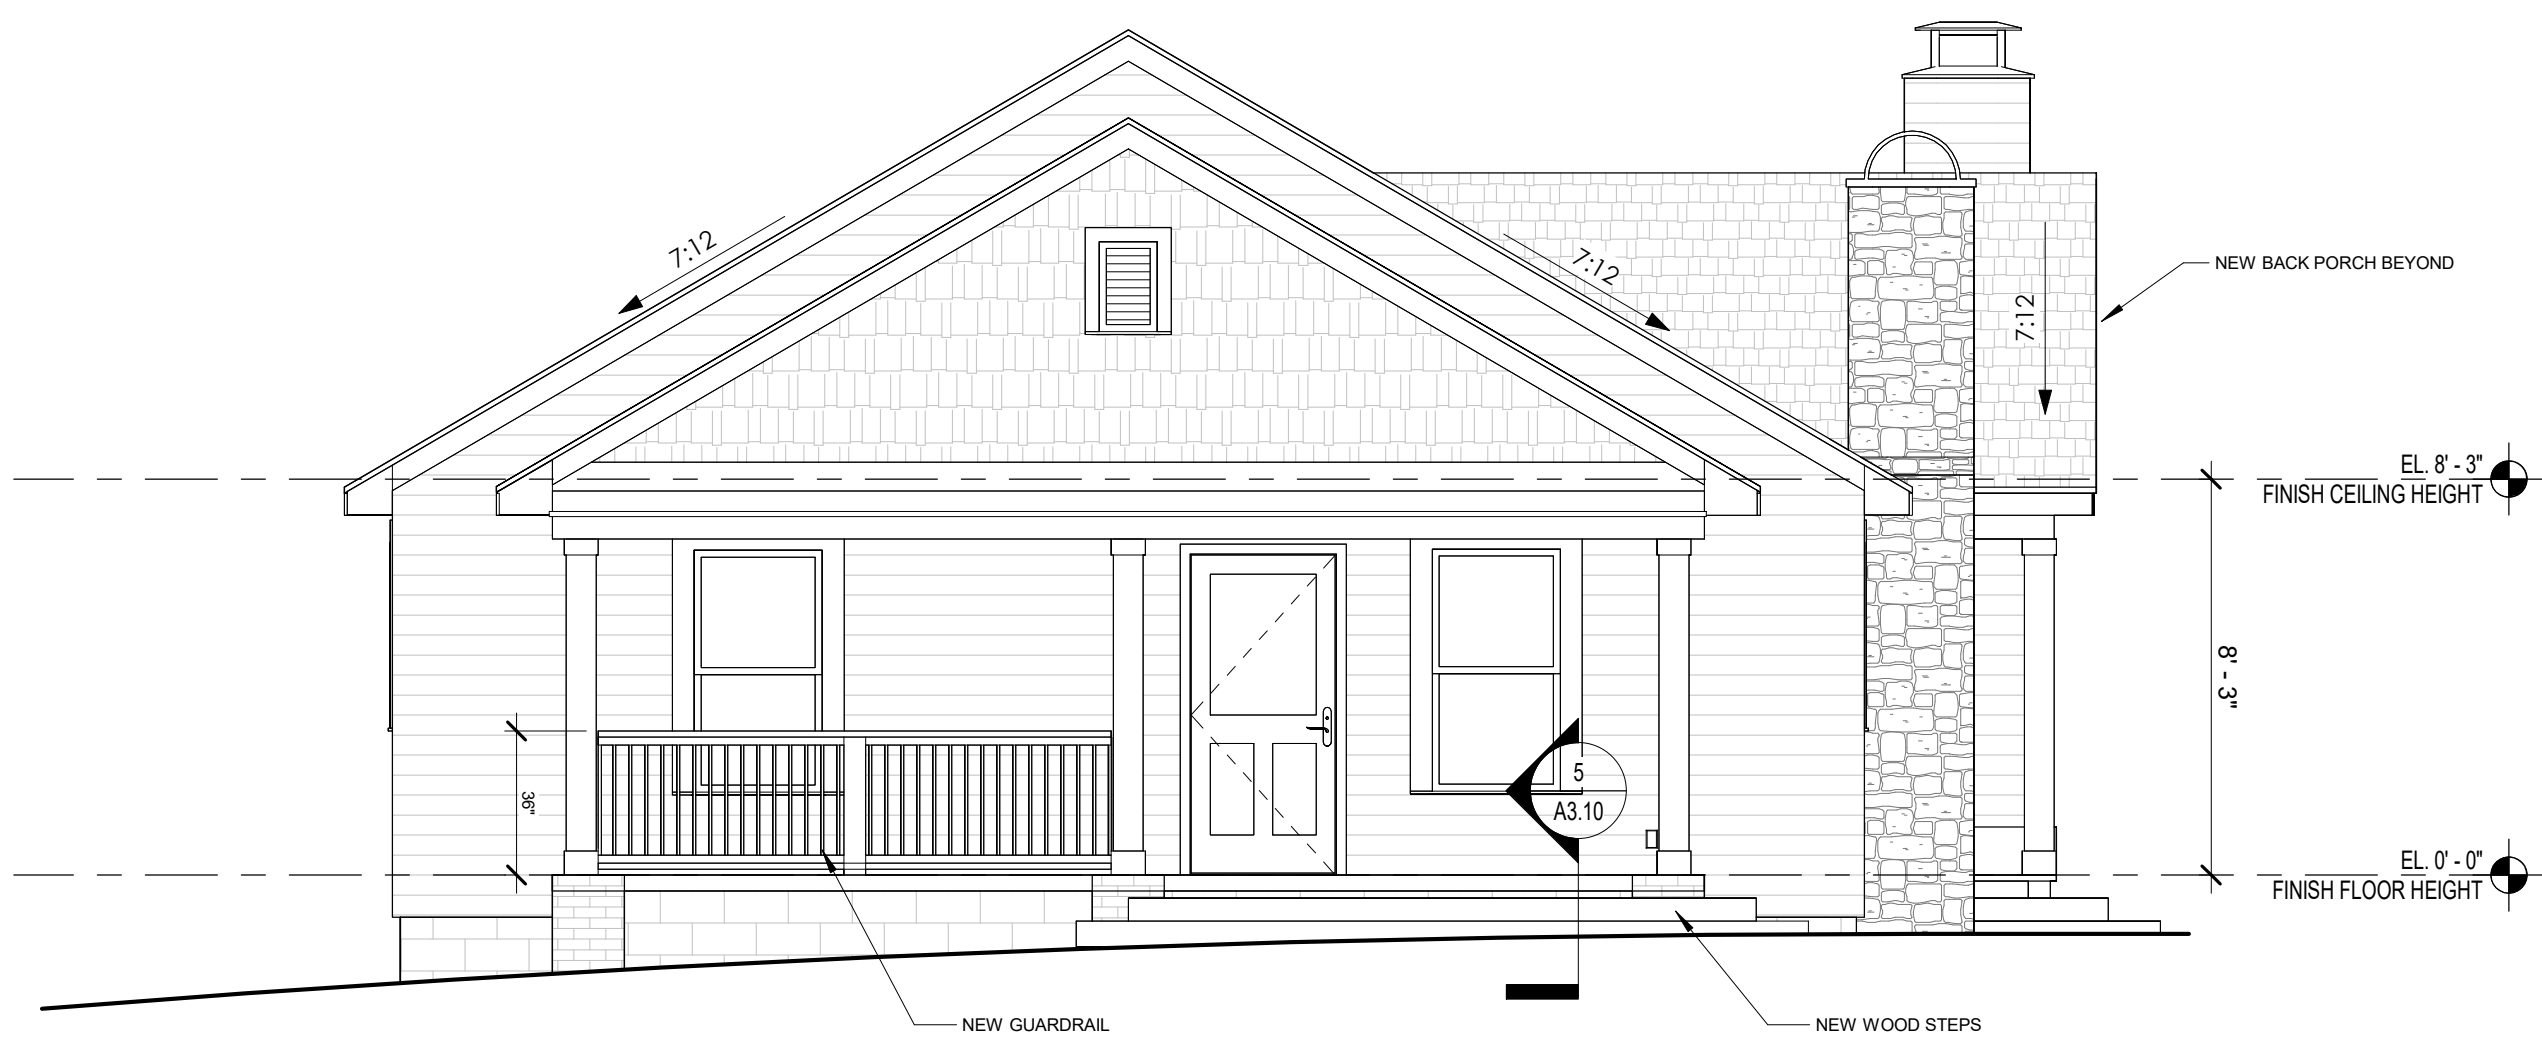 7:12
7:12
NEW BACK PORCH BEYOND
7:12
EL. 8' - 3"
FINISH CEILING HEIGHT
8' - 3"
36"
5
A3.10
EL. 0' - 0"
FINISH FLOOR HEIGHT
NEW GUARDRAIL
NEW WOOD STEPS